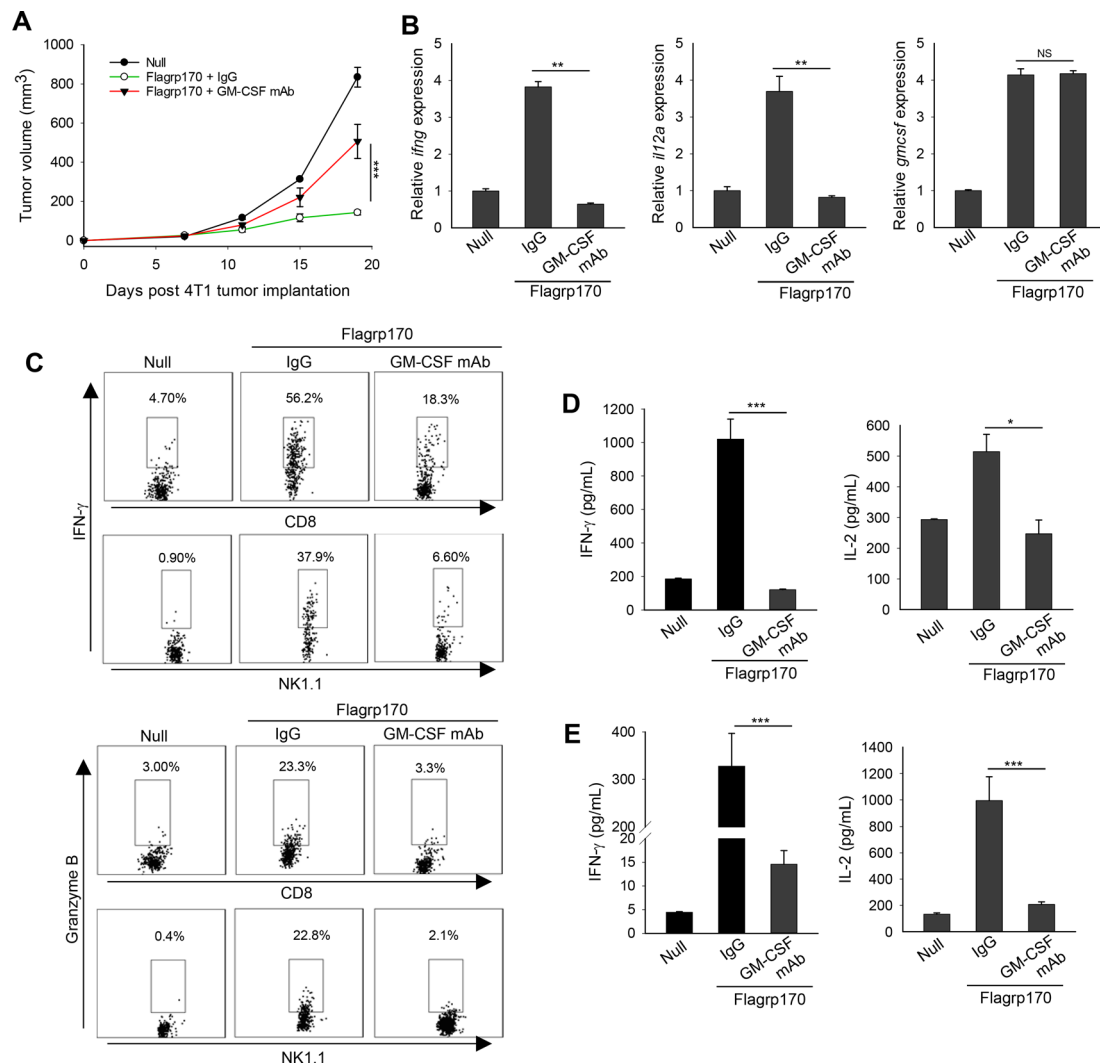 A
Tumor volume (mm3)
1000
800
600
400
200
0
Null
Flagrp170 + IgG
Flagrp170 + GM-CSF mAb
***
0 5 10 15 20
Days post 4T1 tumor implantation
B
Relative ifng expression
5
4
3
2
1
0
**
Null
IgG
GM-CSF
mAb
Flagrp170
Relative il12a expression
5
4
3
2
1
0
**
Null
IgG
GM-CSF
mAb
Flagrp170
Relative gmcsf expression
5
4
3
2
1
0
NS
Null
IgG
GM-CSF
mAb
Flagrp170
C
Flagrp170
Null IgG GM-CSF mAb
4.70% 56.2% 18.3%
CD8
IFN-γ
0.90% 37.9% 6.60%
NK1.1
Flagrp170
Null IgG GM-CSF mAb
3.00% 23.3% 3.3%
CD8
Granzyme B
0.4% 22.8% 2.1%
NK1.1
D
IFN-γ (pg/mL)
1200
1000
800
600
400
200
0
***
Null
IgG
GM-CSF
mAb
Flagrp170
IL-2 (pg/mL)
600
500
400
300
200
100
0
*
Null
IgG
GM-CSF
mAb
Flagrp170
E
IFN-γ (pg/mL)
400
300
200
20
15
10
5
0
***
Null
IgG
GM-CSF
mAb
Flagrp170
IL-2 (pg/mL)
1400
1200
1000
800
600
400
200
0
***
Null
IgG
GM-CSF
mAb
Flagrp170